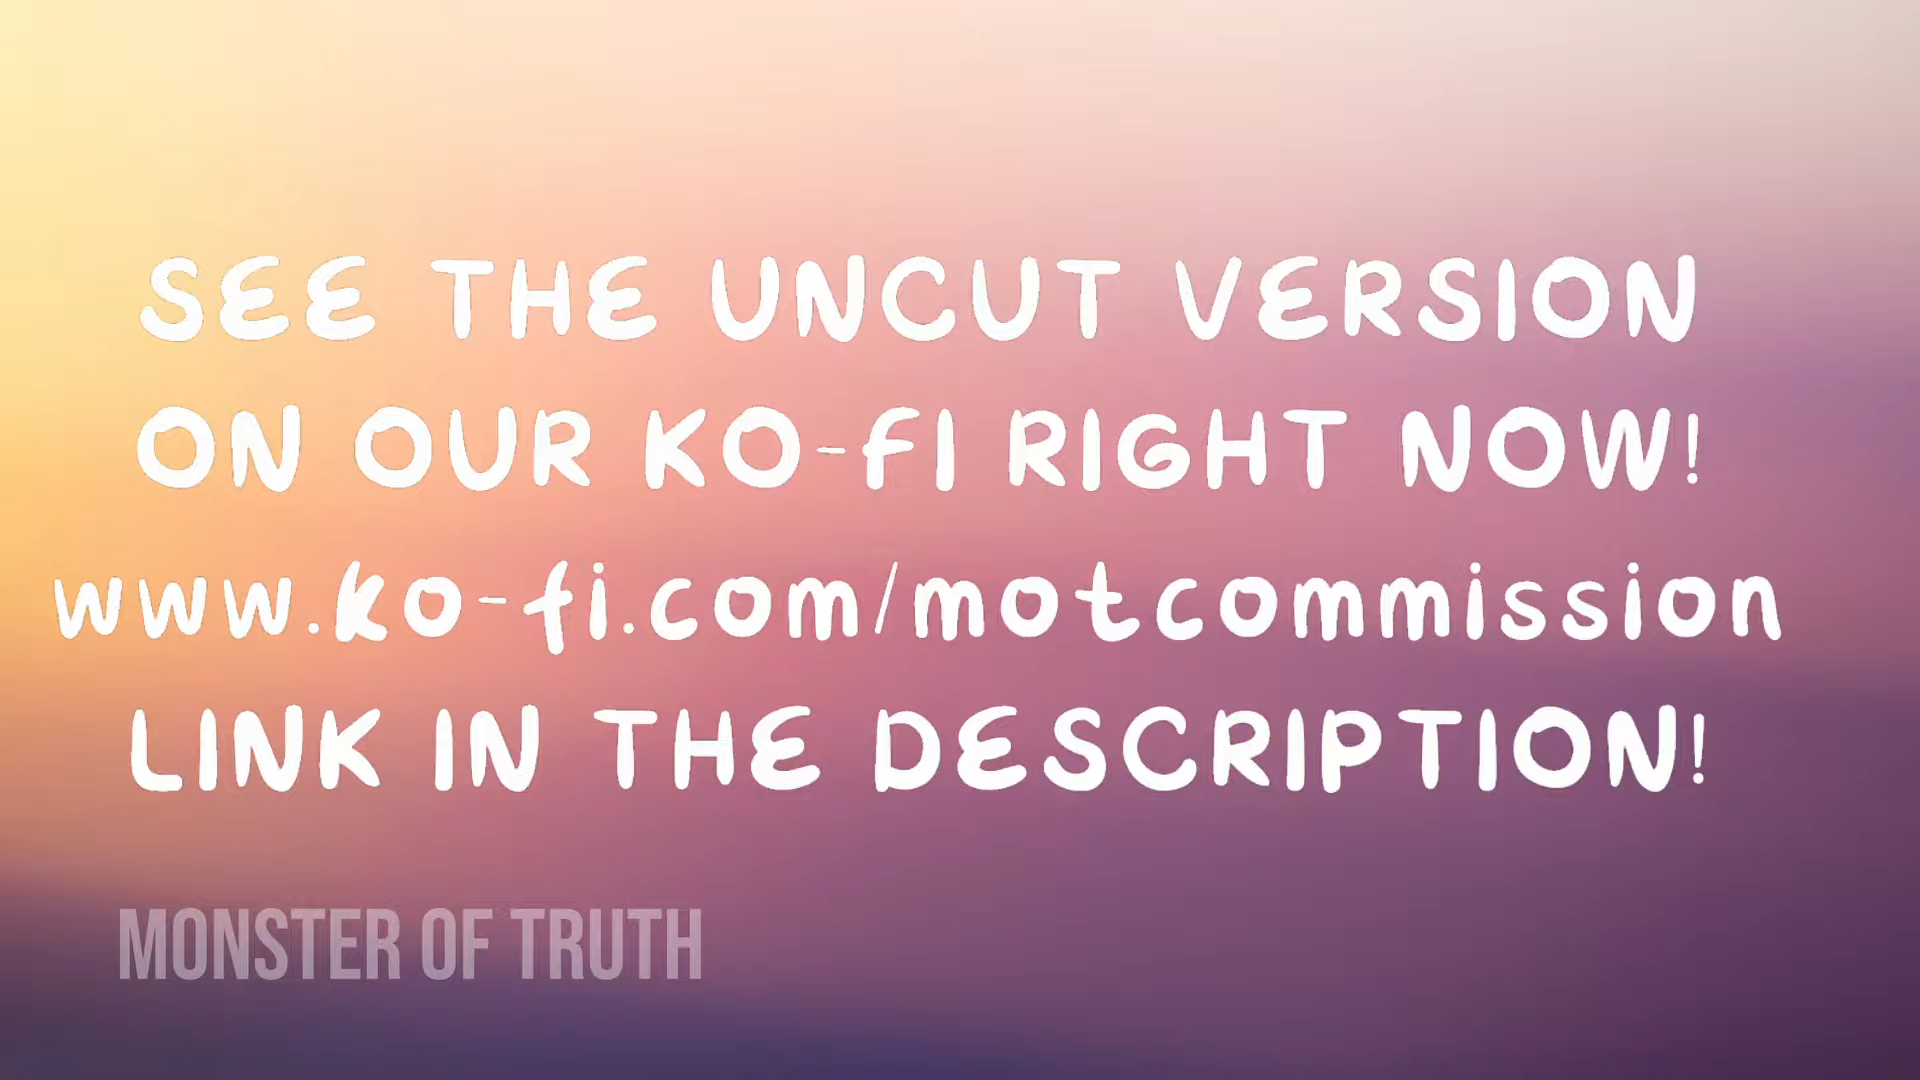 SEE THE UNCUT VERSION
ON OUR KO-FI RIGHT NOW!
www.ko-fi.com/motcommission
LINK IN THE DESCRIPTION!
MONSTER OF TRUTH